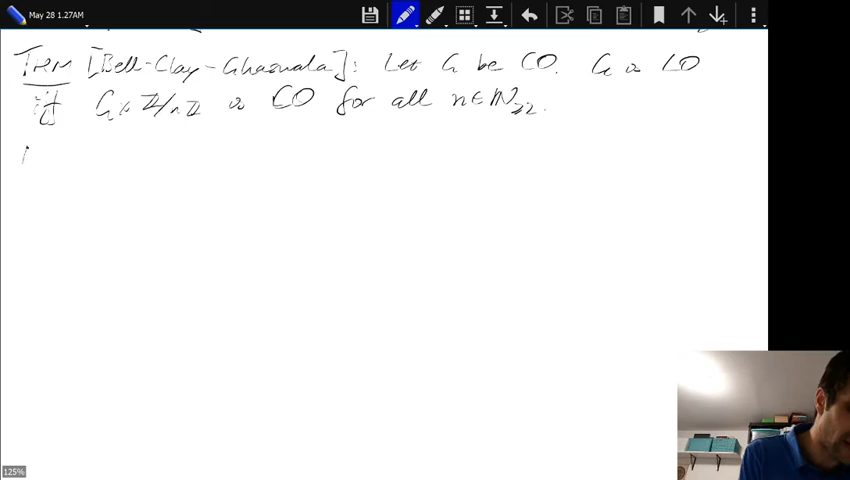 May 28 1.27AM
THM [Bell-Clay-Ghaswala]: Let G be CO. G is LO
iff G × ℤ/nℤ is CO for all n ∈ ℕ≥2.
125%